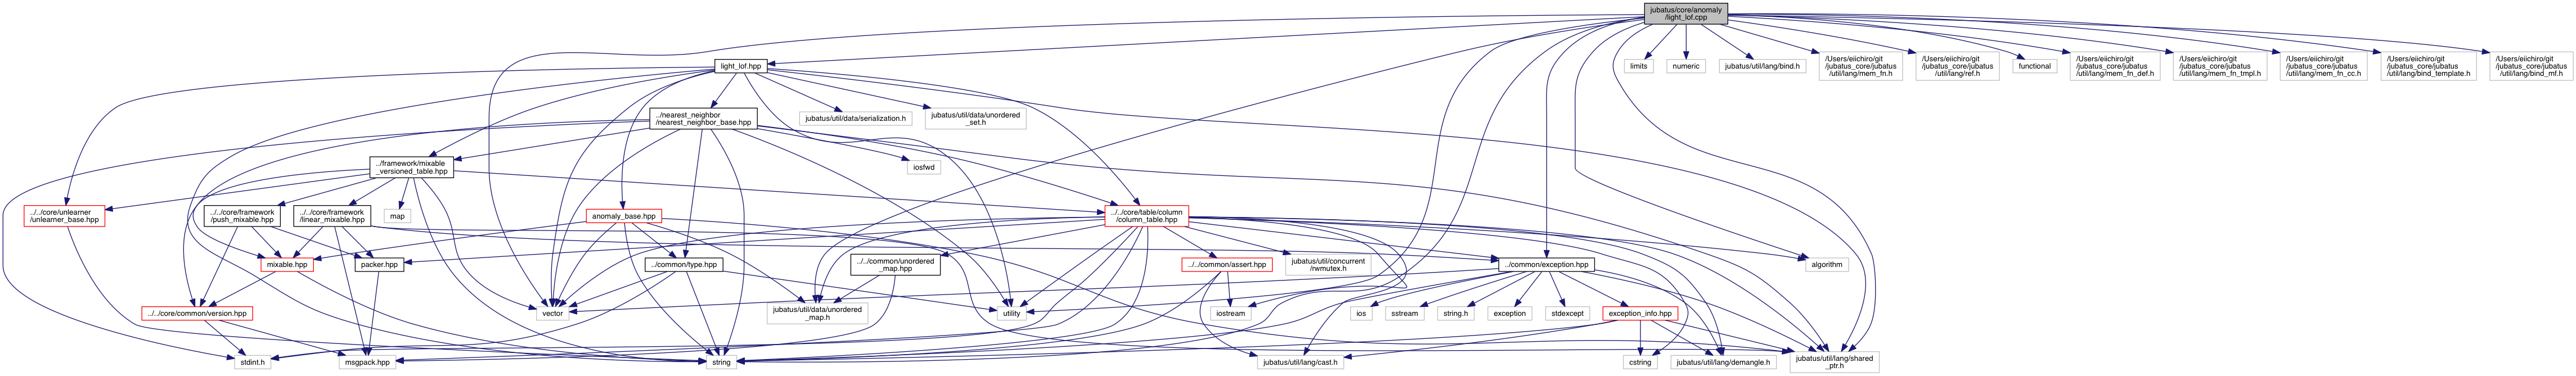 jubatus/core/anomaly
/light_lof.cpp
light_lof.hpp
limits
numeric
jubatus/util/lang/bind.h
/Users/eiichiro/git
/jubatus_core/jubatus
/util/lang/mem_fn.h
/Users/eiichiro/git
/jubatus_core/jubatus
/util/lang/ref.h
functional
/Users/eiichiro/git
/jubatus_core/jubatus
/util/lang/mem_fn_def.h
/Users/eiichiro/git
/jubatus_core/jubatus
/util/lang/mem_fn_tmpl.h
/Users/eiichiro/git
/jubatus_core/jubatus
/util/lang/mem_fn_cc.h
/Users/eiichiro/git
/jubatus_core/jubatus
/util/lang/bind_template.h
/Users/eiichiro/git
/jubatus_core/jubatus
/util/lang/bind_mf.h
../nearest_neighbor
/nearest_neighbor_base.hpp
jubatus/util/data/serialization.h
jubatus/util/data/unordered
_set.h
../framework/mixable
_versioned_table.hpp
iosfwd
../../core/unlearner
/unlearner_base.hpp
../../core/framework
/push_mixable.hpp
../../core/framework
/linear_mixable.hpp
map
anomaly_base.hpp
../../core/table/column
/column_table.hpp
mixable.hpp
packer.hpp
../common/type.hpp
../../common/unordered
_map.hpp
../../common/assert.hpp
jubatus/util/concurrent
/rwmutex.h
../common/exception.hpp
algorithm
../../core/common/version.hpp
vector
jubatus/util/data/unordered
_map.h
utility
iostream
ios
sstream
string.h
exception
stdexcept
exception_info.hpp
stdint.h
msgpack.hpp
string
jubatus/util/lang/cast.h
cstring
jubatus/util/lang/demangle.h
jubatus/util/lang/shared
_ptr.h